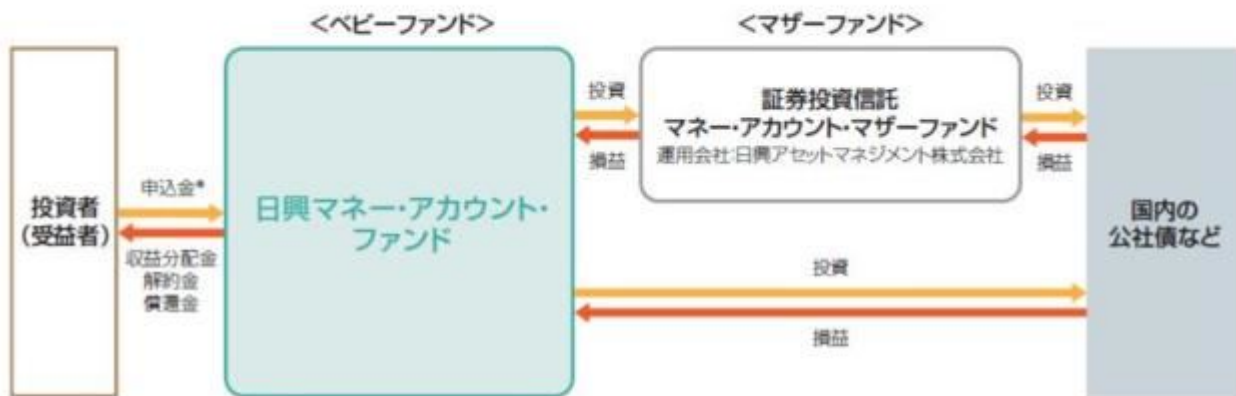 <ベビーファンド>
<マザーファンド>
投資者
(受益者)
申込金*
収益分配金
解約金
償還金
日興マネー・アカウント・
ファンド
投資
損益
証券投資信託
マネー・アカウント・マザーファンド
運用会社:日興アセットマネジメント株式会社
投資
損益
投資
損益
国内の
公社債など